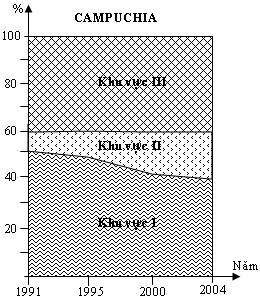 %
CAMPUCHIA
100
80
60
40
20
Khu vực III
Khu vực II
Khu vực I
Năm
1991
1995
2000
2004